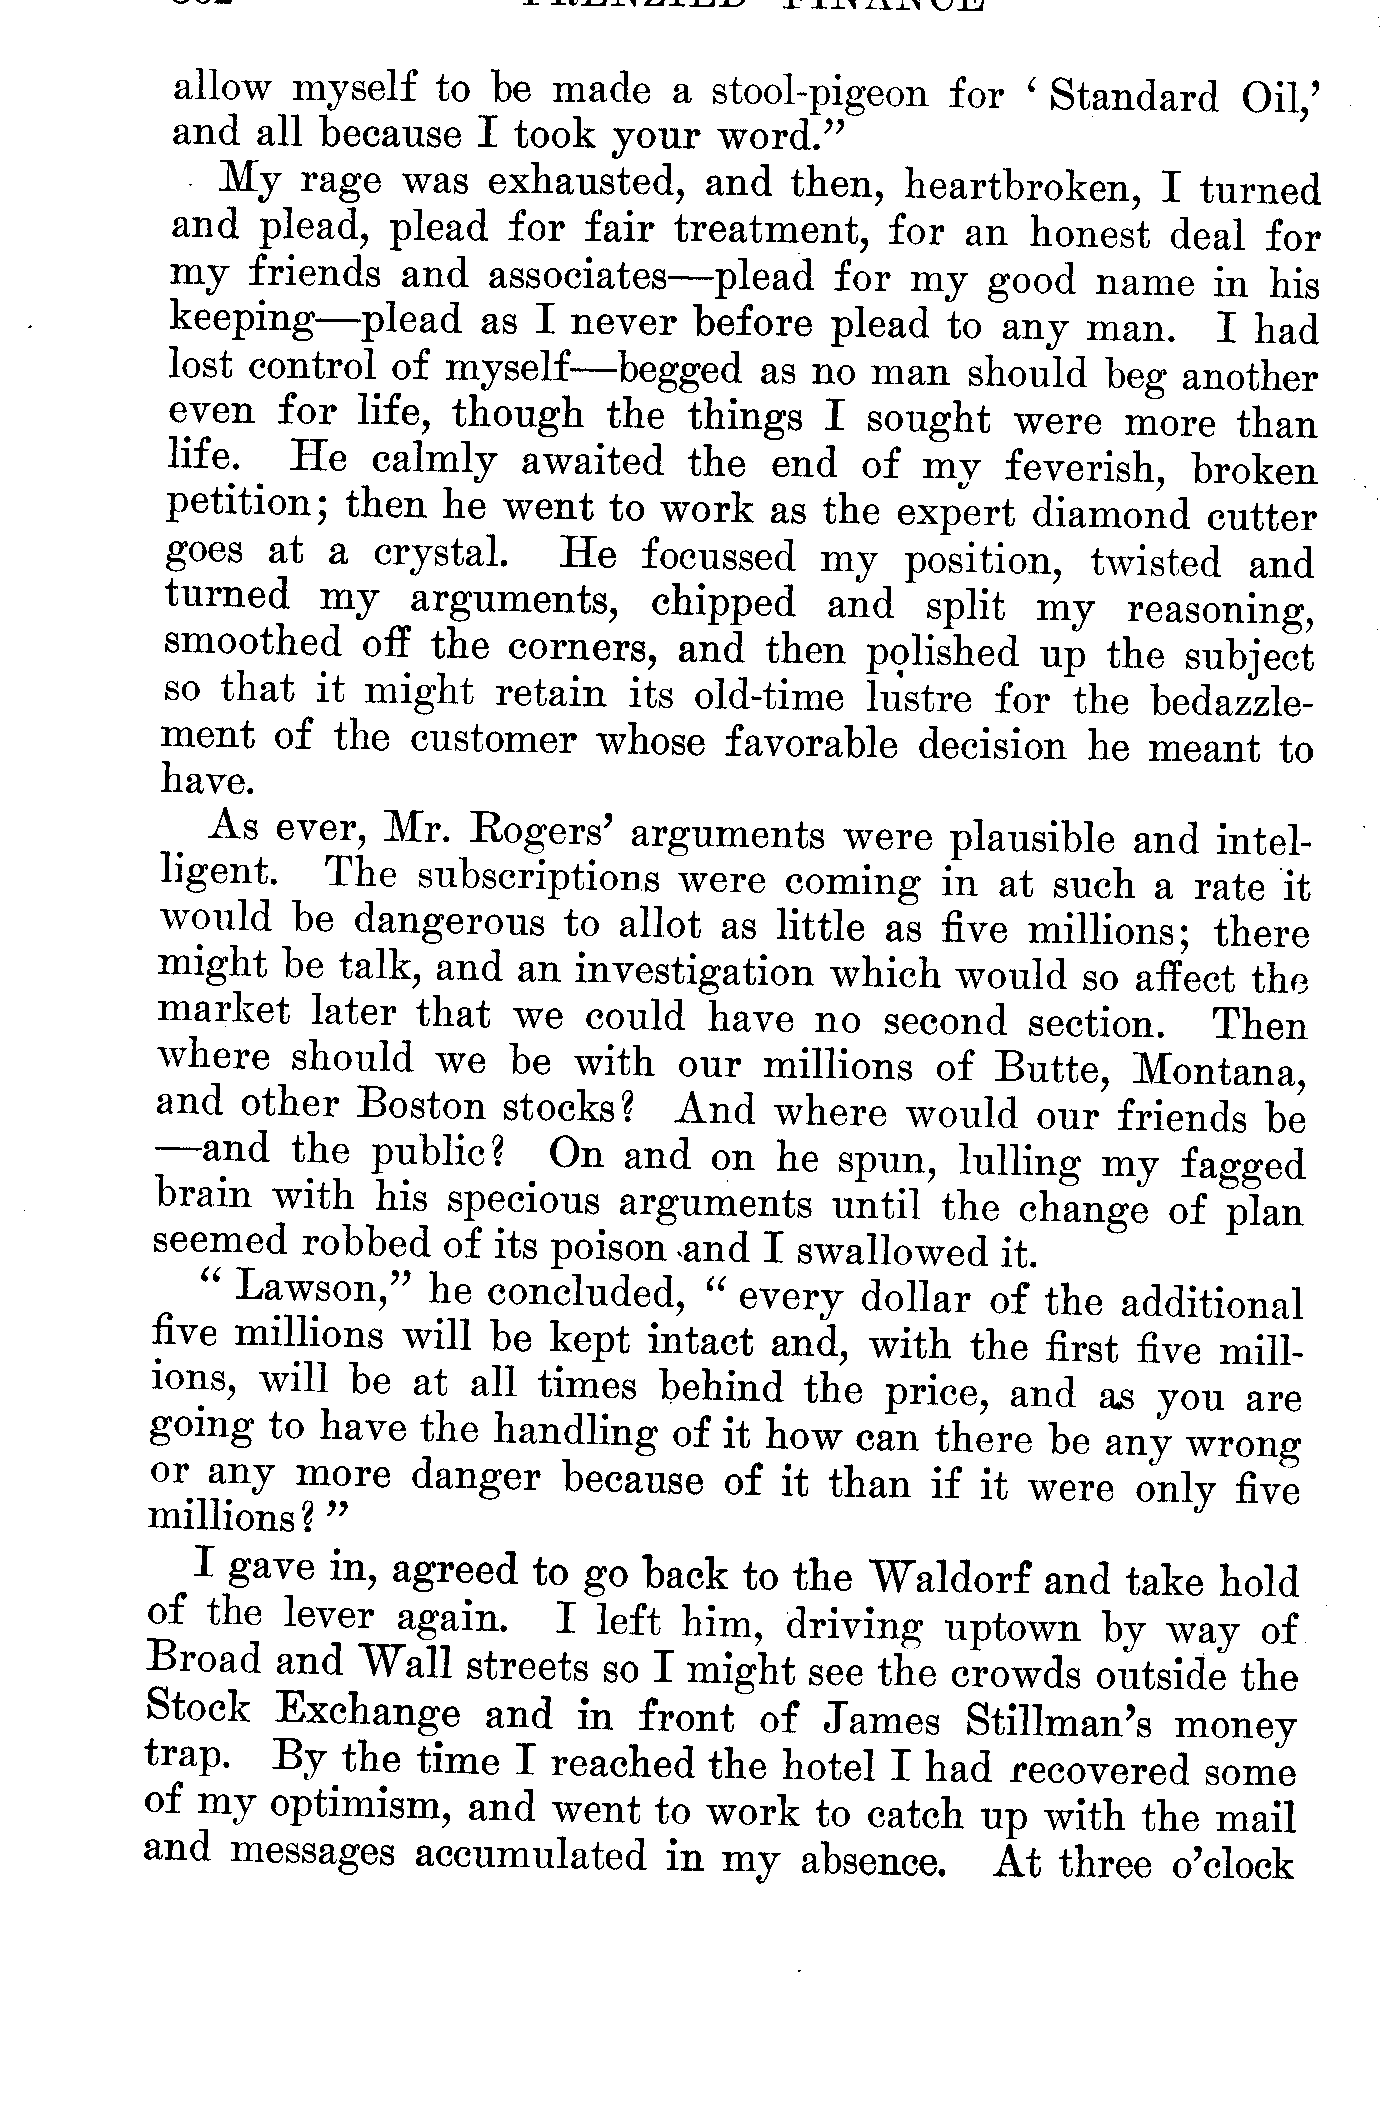 FRENZIED FINANCE
allow myself to be made a stool-pigeon for ‘ Standard Oil,’
and all because I took your word.”
My rage was exhausted, and then, heartbroken, I turned
and plead, plead for fair treatment, for an honest deal for
my friends and associates—plead for my good name in his
keeping—plead as I never before plead to any man. I had
lost control of myself—begged as no man should beg another
even for life, though the things I sought were more than
life. He calmly awaited the end of my feverish, broken
petition; then he went to work as the expert diamond cutter
goes at a crystal. He focussed my position, twisted and
turned my arguments, chipped and split my reasoning,
smoothed off the corners, and then polished up the subject
so that it might retain its old-time lustre for the bedazzle-
ment of the customer whose favorable decision he meant to
have.
As ever, Mr. Rogers’ arguments were plausible and intel-
ligent. The subscriptions were coming in at such a rate it
would be dangerous to allot as little as five millions; there
might be talk, and an investigation which would so affect the
market later that we could have no second section. Then
where should we be with our millions of Butte, Montana,
and other Boston stocks? And where would our friends be
—and the public? On and on he spun, lulling my fagged
brain with his specious arguments until the change of plan
seemed robbed of its poison and I swallowed it.
“ Lawson,” he concluded, “ every dollar of the additional
five millions will be kept intact and, with the first five mill-
ions, will be at all times behind the price, and as you are
going to have the handling of it how can there be any wrong
or any more danger because of it than if it were only five
millions? ”
I gave in, agreed to go back to the Waldorf and take hold
of the lever again. I left him, driving uptown by way of
Broad and Wall streets so I might see the crowds outside the
Stock Exchange and in front of James Stillman’s money
trap. By the time I reached the hotel I had recovered some
of my optimism, and went to work to catch up with the mail
and messages accumulated in my absence. At three o’clock